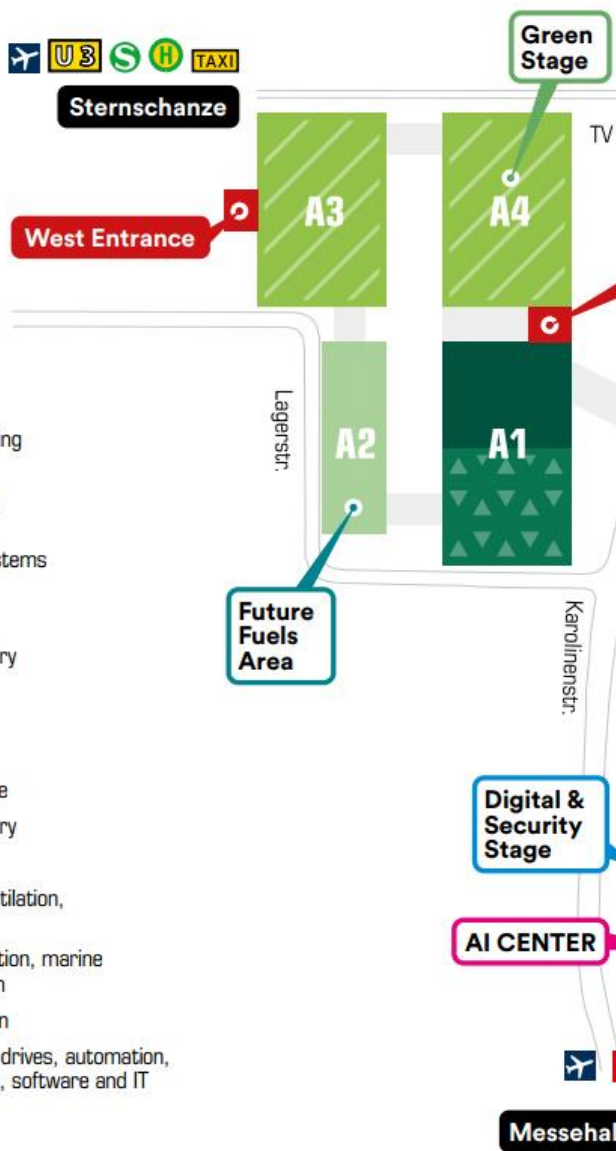 U3 S H TAXI
Sternschanze
Green
Stage
TV
A3
A4
West Entrance
Lagerstr.
A2
A1
ing
stems
Future
Fuels
Area
ry
Karolinenstr.
e
ry
Digital &
Security
Stage
tilation,
AI CENTER
tion, marine
n
n
drives, automation,
, software and IT
Messehal